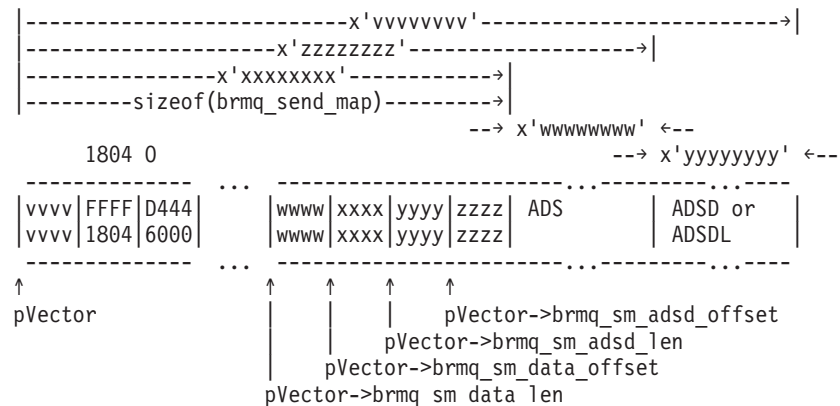 |---------------------------x'vvvvvvvv'-------------------------→|
|---------------------x'zzzzzzzz'-------------------→|
|----------------x'xxxxxxxx'------------→|
|---------sizeof(brmq_send_map)---------→|
--→ x'wwwwwwww' ←--
1804 O --→ x'yyyyyyyy' ←--
-------------- ... ------------------------...---------...----
|vvvv|FFFF|D444| |wwww|xxxx|yyyy|zzzz| ADS | ADSD or |
|vvvv|1804|6000| |wwww|xxxx|yyyy|zzzz| | ADSDL |
-------------- ... ------------------------...---------...----
↑ ↑ ↑ ↑ ↑
pVector | | | pVector->brmq_sm_adsd_offset
| | pVector->brmq_sm_adsd_len
| pVector->brmq_sm_data_offset
pVector->brmq_sm_data_len